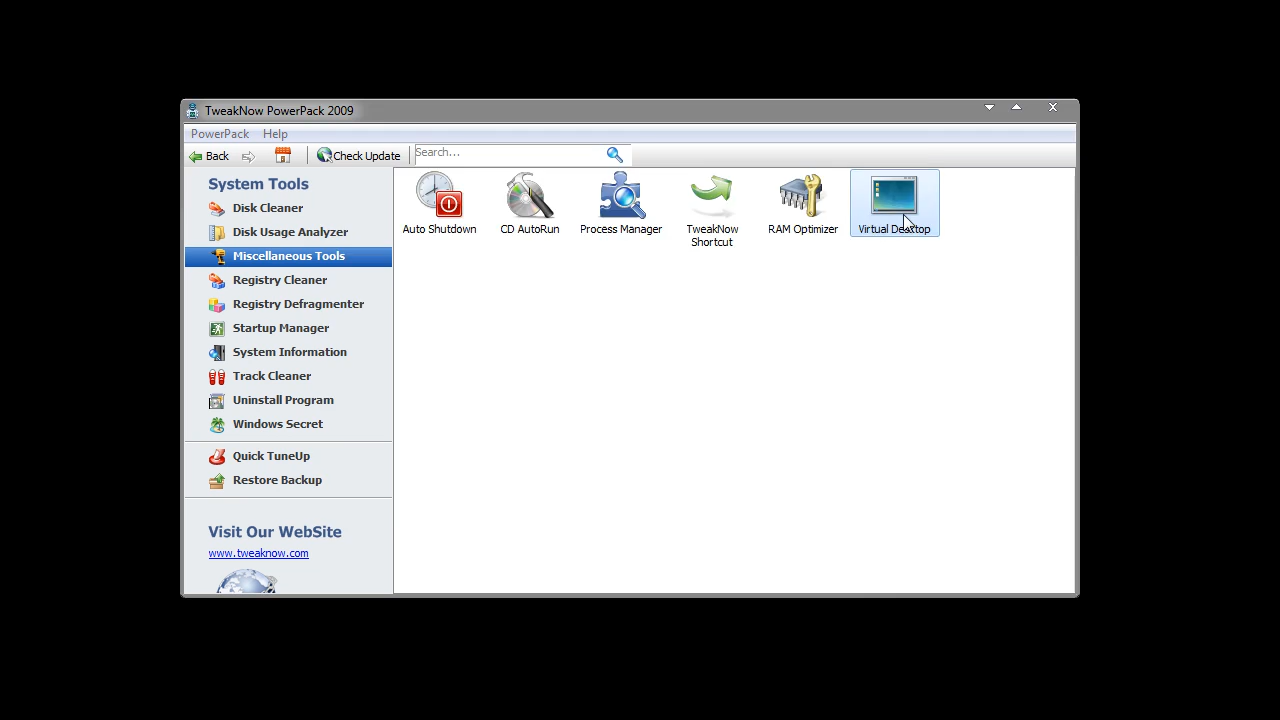 TweakNow PowerPack 2009
PowerPack Help
Back Check Update Search...
System Tools
Disk Cleaner
Disk Usage Analyzer
Miscellaneous Tools
Registry Cleaner
Registry Defragmenter
Startup Manager
System Information
Track Cleaner
Uninstall Program
Windows Secret
Quick TuneUp
Restore Backup
Visit Our WebSite
www.tweaknow.com
Auto Shutdown
CD AutoRun
Process Manager
TweakNow
Shortcut
RAM Optimizer
Virtual Desktop